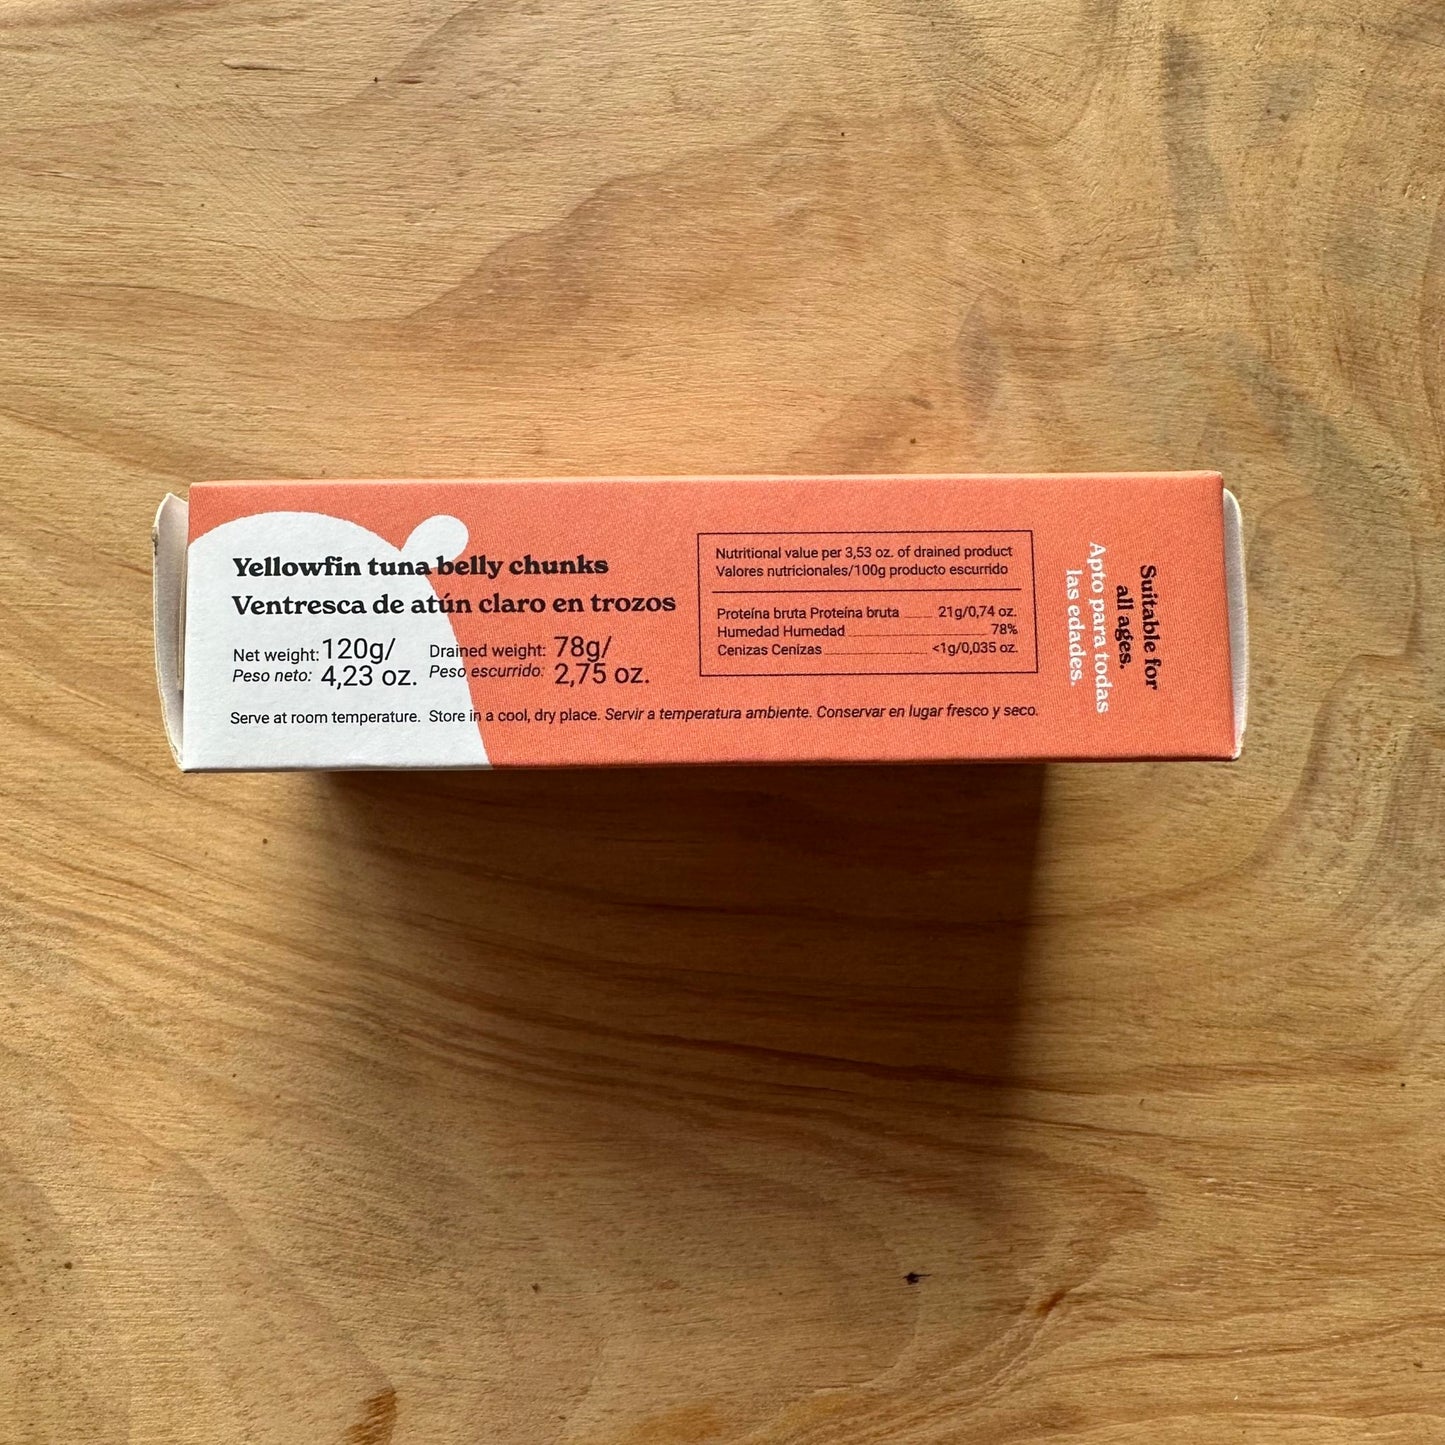 Yellowfin tuna belly chunks
Ventresca de atún claro en trozos
Net weight: 120g/
Peso neto: 4,23 oz.
Drained weight: 78g/
Peso escurrido: 2,75 oz.
Serve at room temperature. Store in a cool, dry place. Servir a temperatura ambiente. Conservar en lugar fresco y seco.
Nutritional value per 3,53 oz. of drained product
Valores nutricionales/100g producto escurrido
Proteína bruta Proteína bruta 21g/0,74 oz.
Humedad Humedad 78%
Cenizas Cenizas <1g/0,035 oz.
Suitable for
all ages.
Apto para todas
las edades.